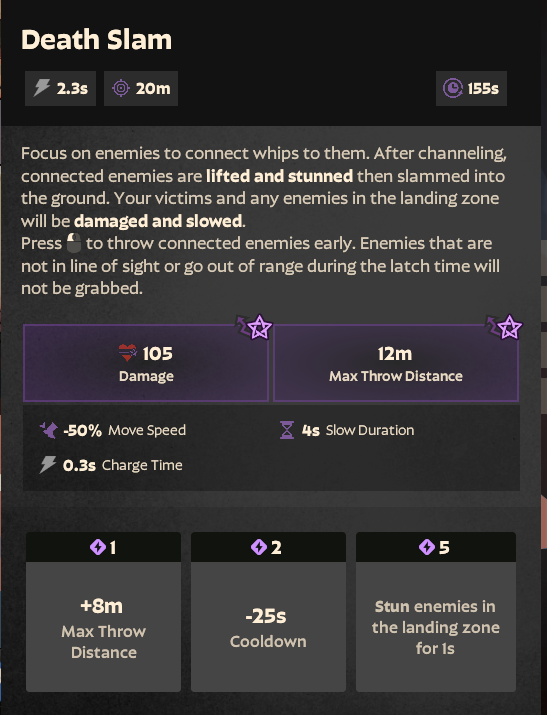 Death Slam
2.3s 20m 155s
Focus on enemies to connect whips to them. After channeling,
connected enemies are lifted and stunned then slammed into
the ground. Your victims and any enemies in the landing zone
will be damaged and slowed.
Press to throw connected enemies early. Enemies that are
not in line of sight or go out of range during the latch time will
not be grabbed.
105 12m
Damage Max Throw Distance
-50% Move Speed 4s Slow Duration
0.3s Charge Time
1 2 5
+8m
Max Throw
Distance
-25s
Cooldown
Stun enemies in
the landing zone
for 1s